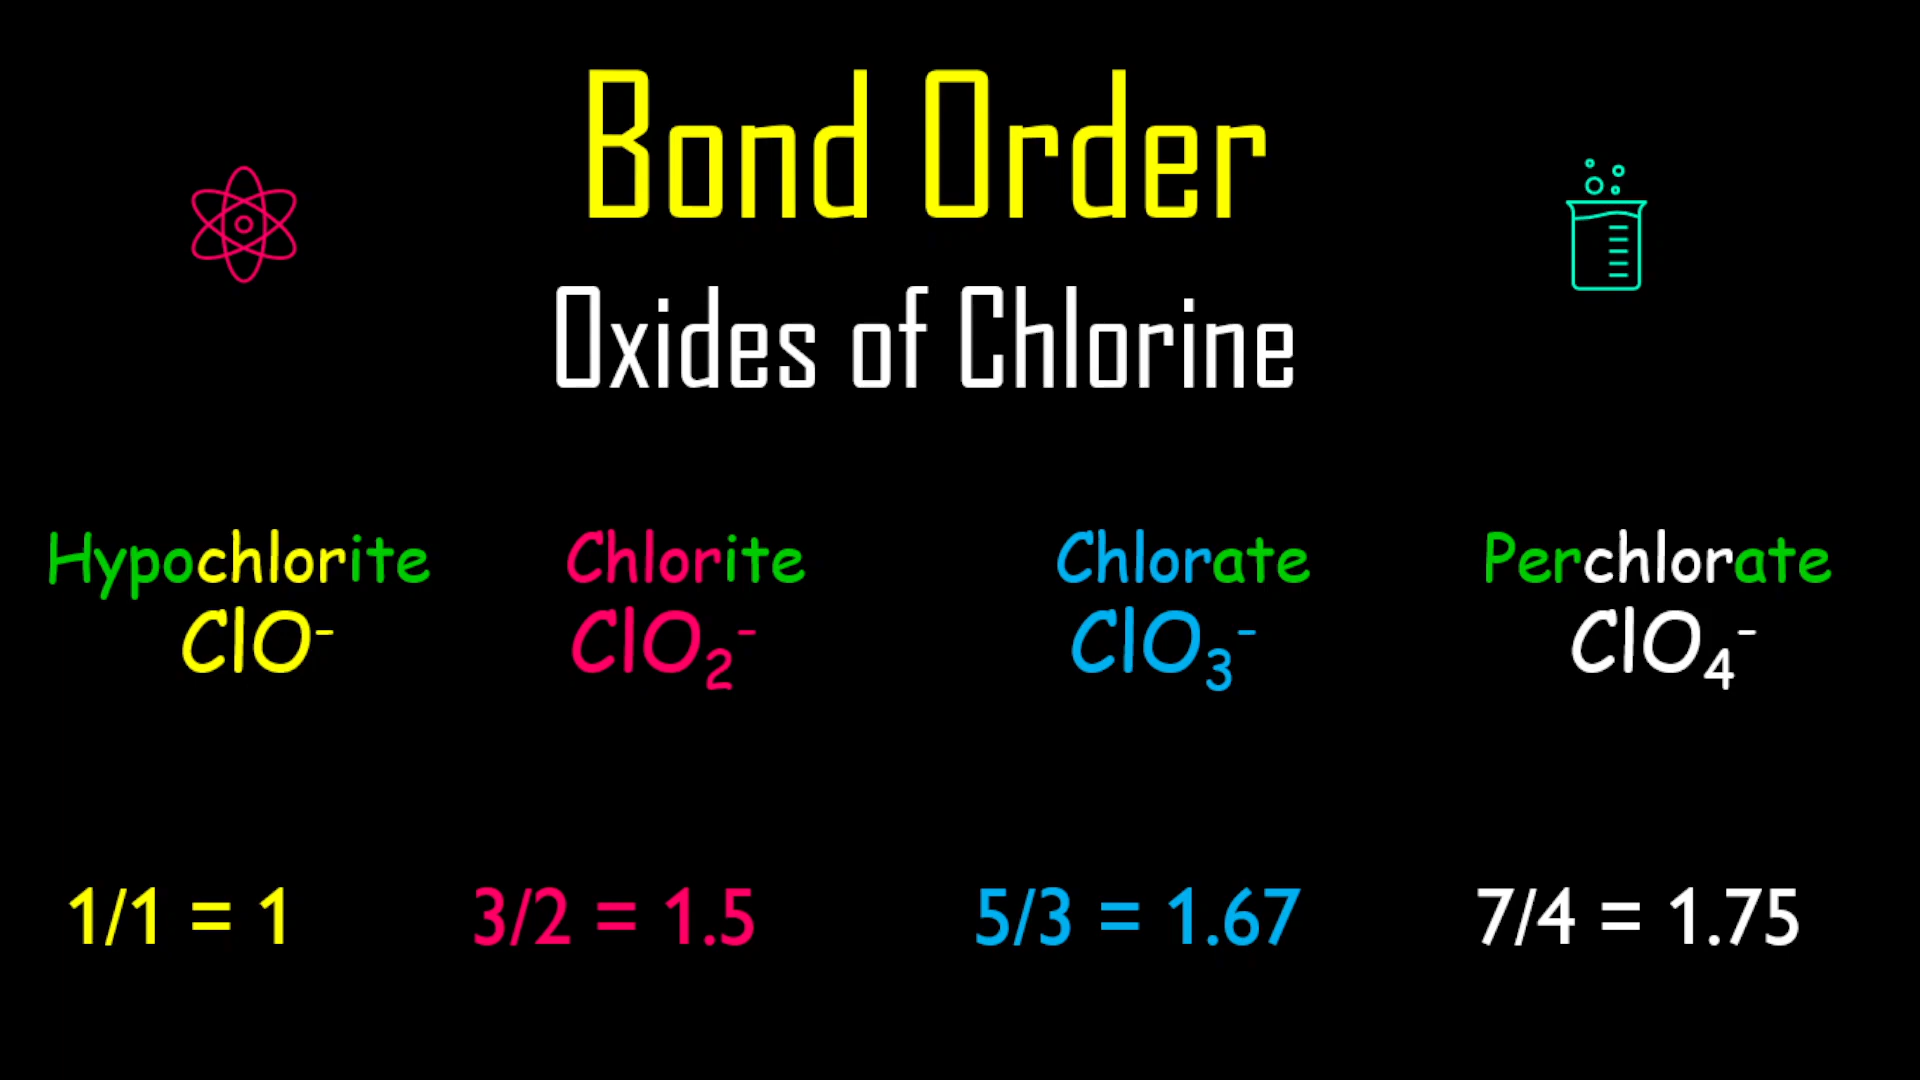 Bond Order
Oxides of Chlorine
Hypochlorite Chlorite Chlorate Perchlorate
ClO⁻ ClO₂⁻ ClO₃⁻ ClO₄⁻
1/1 = 1 3/2 = 1.5 5/3 = 1.67 7/4 = 1.75